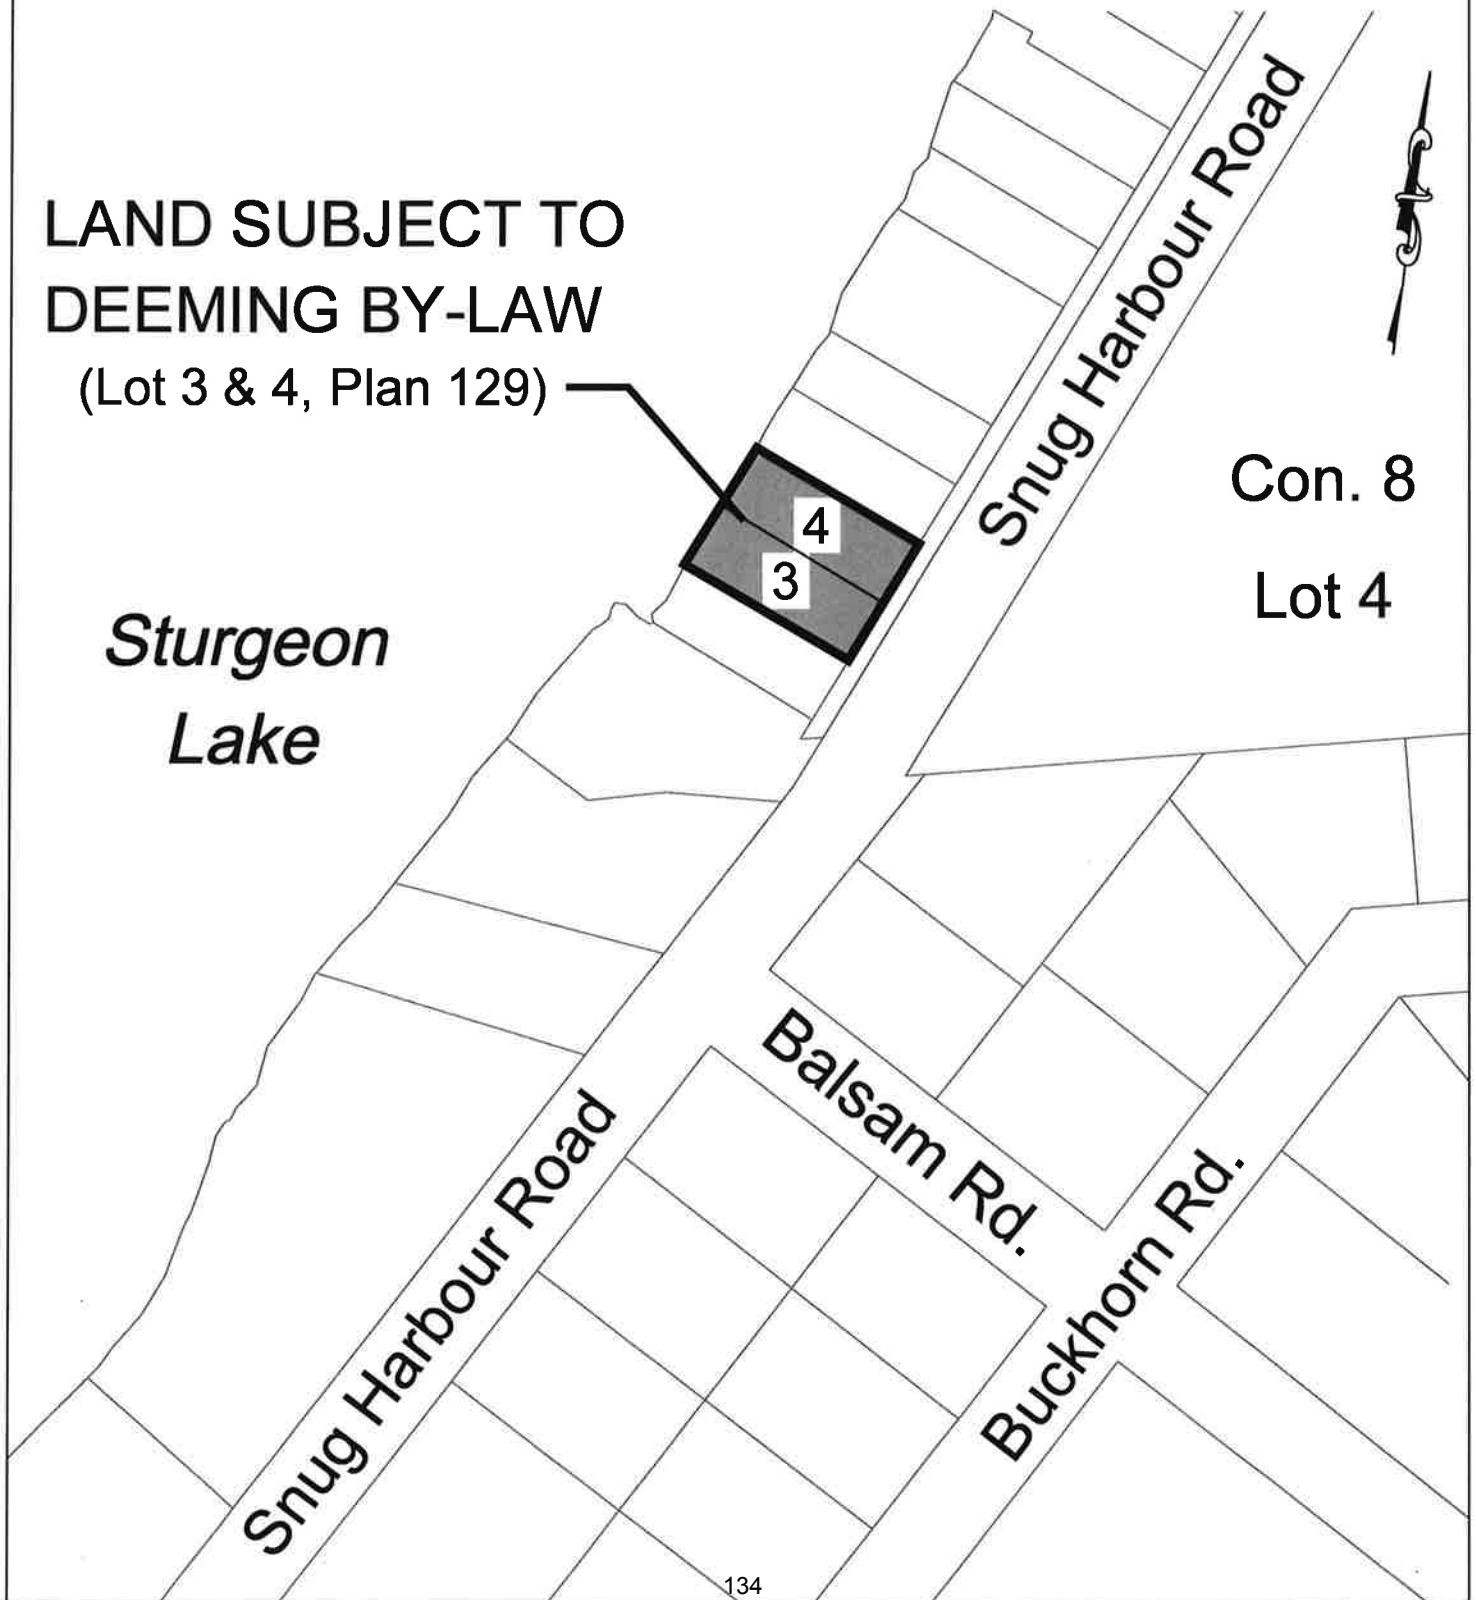 LAND SUBJECT TO
DEEMING BY-LAW
(Lot 3 & 4, Plan 129)
Snug Harbour Road
Con. 8
Lot 4
4
3
Sturgeon
Lake
Balsam Rd.
Buckhorn Rd.
Snug Harbour Road
134